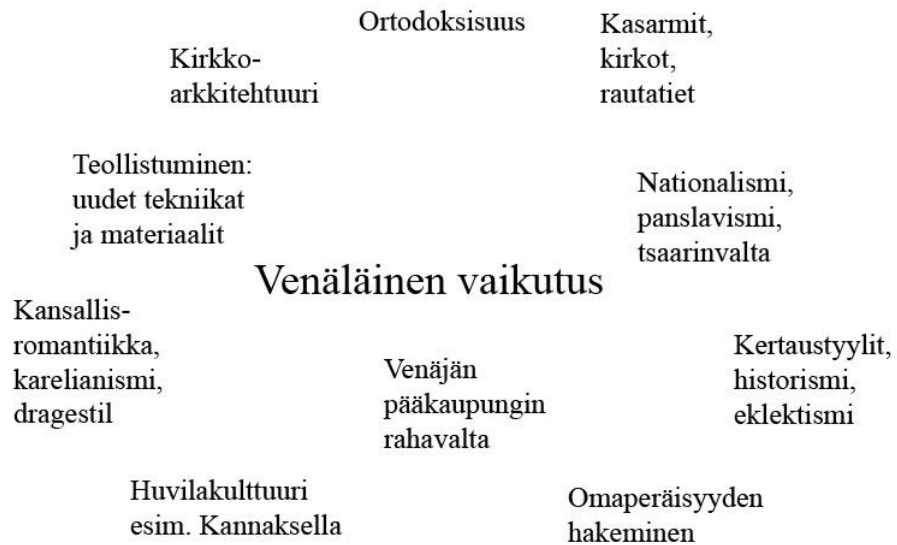 Ortodoksisuus
Kirkko-
arkkitehtuuri
Kasarmit,
kirkot,
rautatiet
Teollistuminen:
uudet tekniikat
ja materiaalit
Nationalismi,
panslavismi,
tsaarinvalta
Venäläinen vaikutus
Kansallis-
romantiikka,
karelianismi,
dragestil
Venäjän
pääkaupungin
rahavalta
Kertaustyylit,
historismi,
eklektismi
Huvilakulttuuri
esim. Kannaksella
Omaperäisyyden
hakeminen